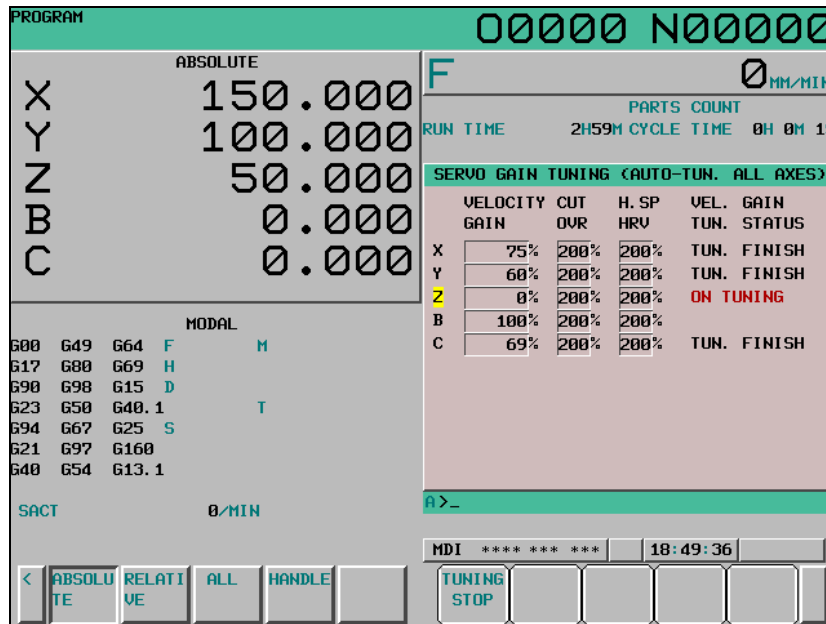 PROGRAM
O0000 N00000
ABSOLUTE
X 150.000
Y 100.000
Z 50.000
B 0.000
C 0.000
F 0 MM/MIN
PARTS COUNT
RUN TIME 2H59M CYCLE TIME 0H 0M 1
SERVO GAIN TUNING (AUTO-TUN. ALL AXES)
VELOCITY CUT H.SP VEL. GAIN
GAIN OVR HRV TUN. STATUS
X 75% 200% 200% TUN. FINISH
Y 60% 200% 200% TUN. FINISH
Z 0% 200% 200% ON TUNING
B 100% 200% 200%
C 69% 200% 200% TUN. FINISH
MODAL
G00 G49 G64 F M
G17 G80 G69 H
G90 G98 G15 D
G23 G50 G40.1 T
G94 G67 G25 S
G21 G97 G160
G40 G54 G13.1
SACT 0/MIN
A>_
MDI **** *** *** 18:49:36
< ABSOLUTE RELATIVE ALL HANDLE
TUNING STOP